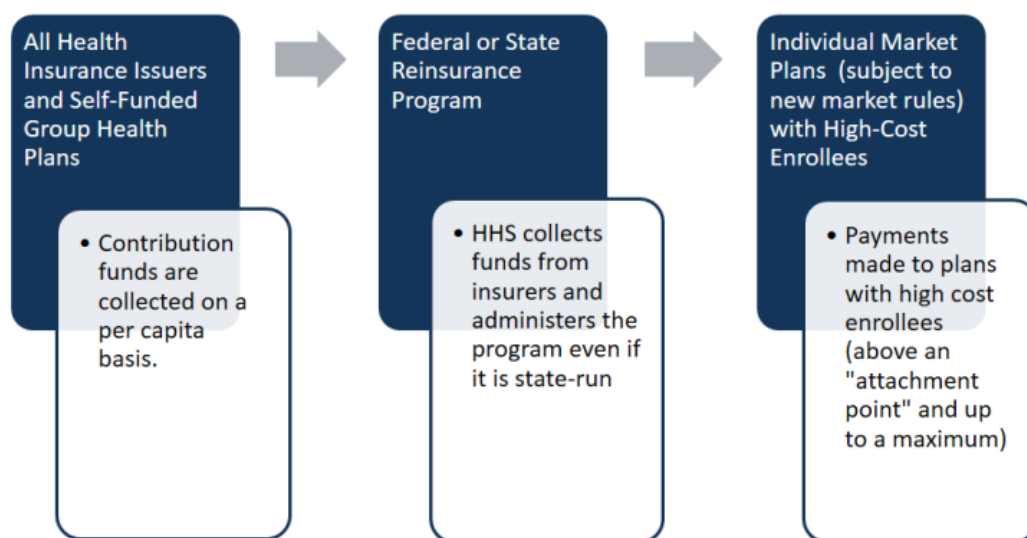 All Health
Insurance Issuers
and Self-Funded
Group Health
Plans
• Contribution
funds are
collected on a
per capita
basis.
Federal or State
Reinsurance
Program
• HHS collects
funds from
insurers and
administers the
program even if
it is state-run
Individual Market
Plans (subject to
new market rules)
with High-Cost
Enrollees
• Payments
made to plans
with high cost
enrollees
(above an
"attachment
point" and up
to a maximum)